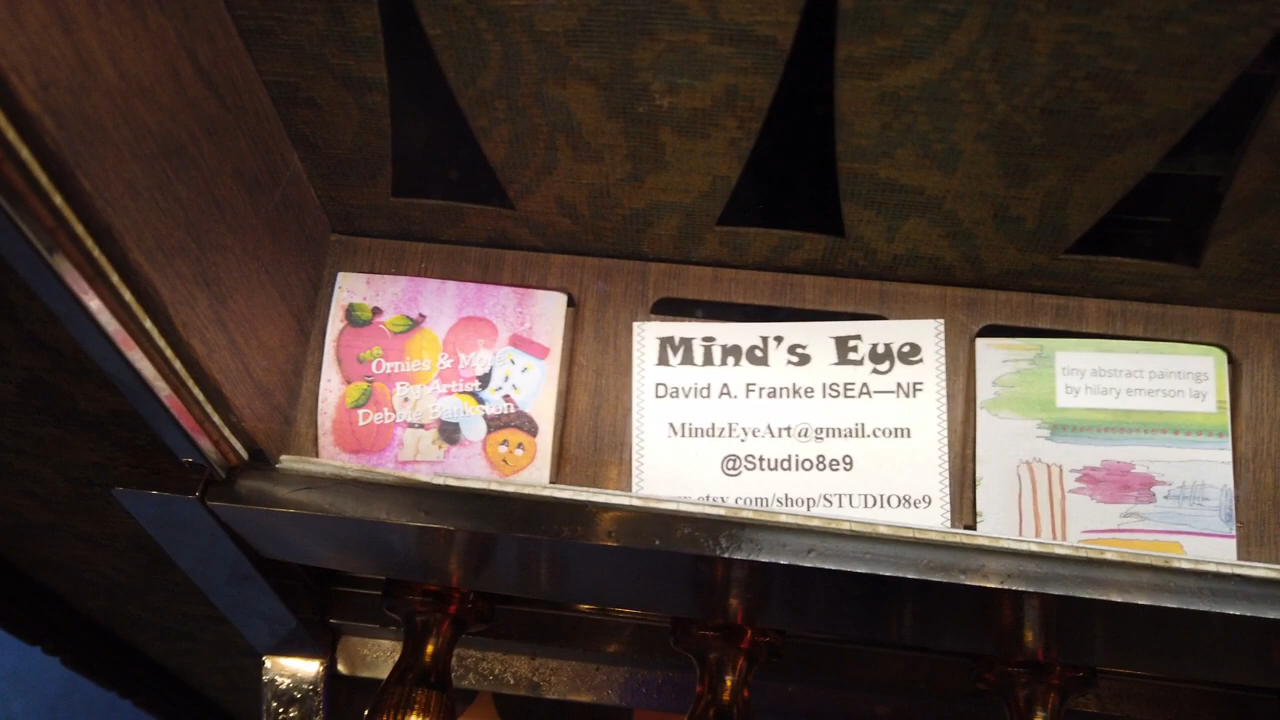 Ornies & More
By Artist
Debbie Bankston
Mind's Eye
David A. Franke ISEA—NF
MindzEyeArt@gmail.com
@Studio8e9
etsy.com/shop/STUDIO8e9
tiny abstract paintings
by hilary emerson lay